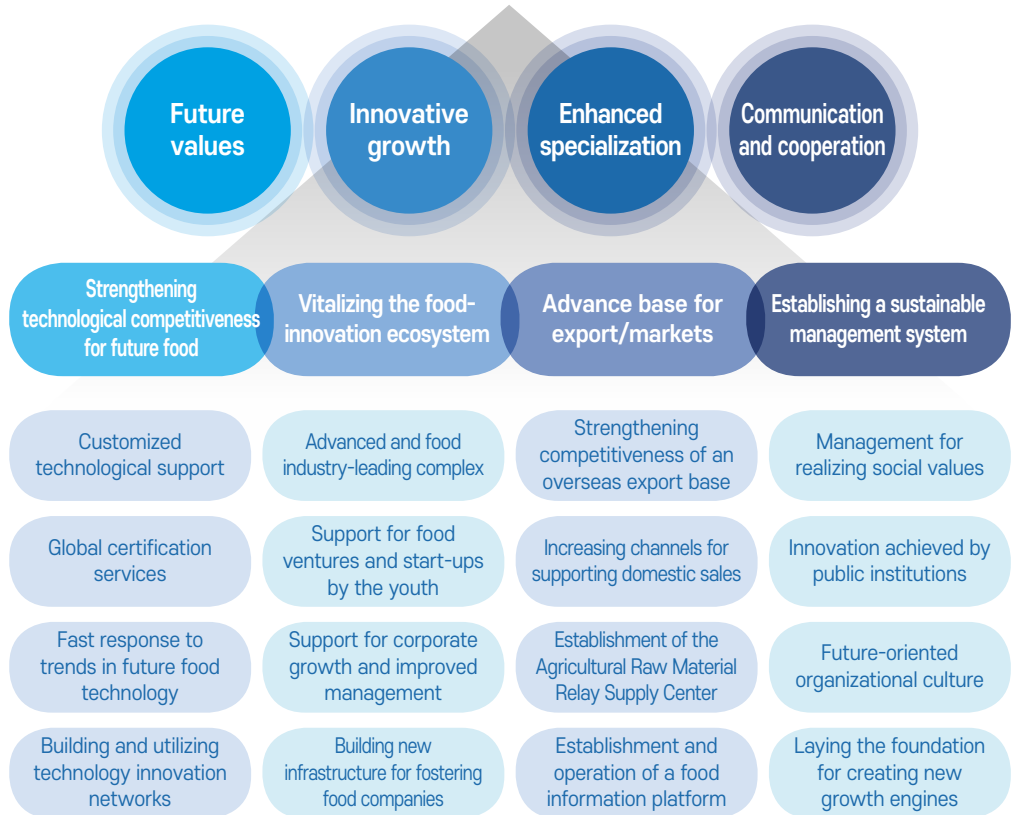 Future
values
Innovative
growth
Enhanced
specialization
Communication
and cooperation
Strengthening
technological competitiveness
for future food
Vitalizing the food-
innovation ecosystem
Advance base for
export/markets
Establishing a sustainable
management system
Customized
technological support
Advanced and food
industry-leading complex
Strengthening
competitiveness of an
overseas export base
Management for
realizing social values
Global certification
services
Support for food
ventures and start-ups
by the youth
Increasing channels for
supporting domestic sales
Innovation achieved by
public institutions
Fast response to
trends in future food
technology
Support for corporate
growth and improved
management
Establishment of the
Agricultural Raw Material
Relay Supply Center
Future-oriented
organizational culture
Building and utilizing
technology innovation
networks
Building new
infrastructure for fostering
food companies
Establishment and
operation of a food
information platform
Laying the foundation
for creating new
growth engines